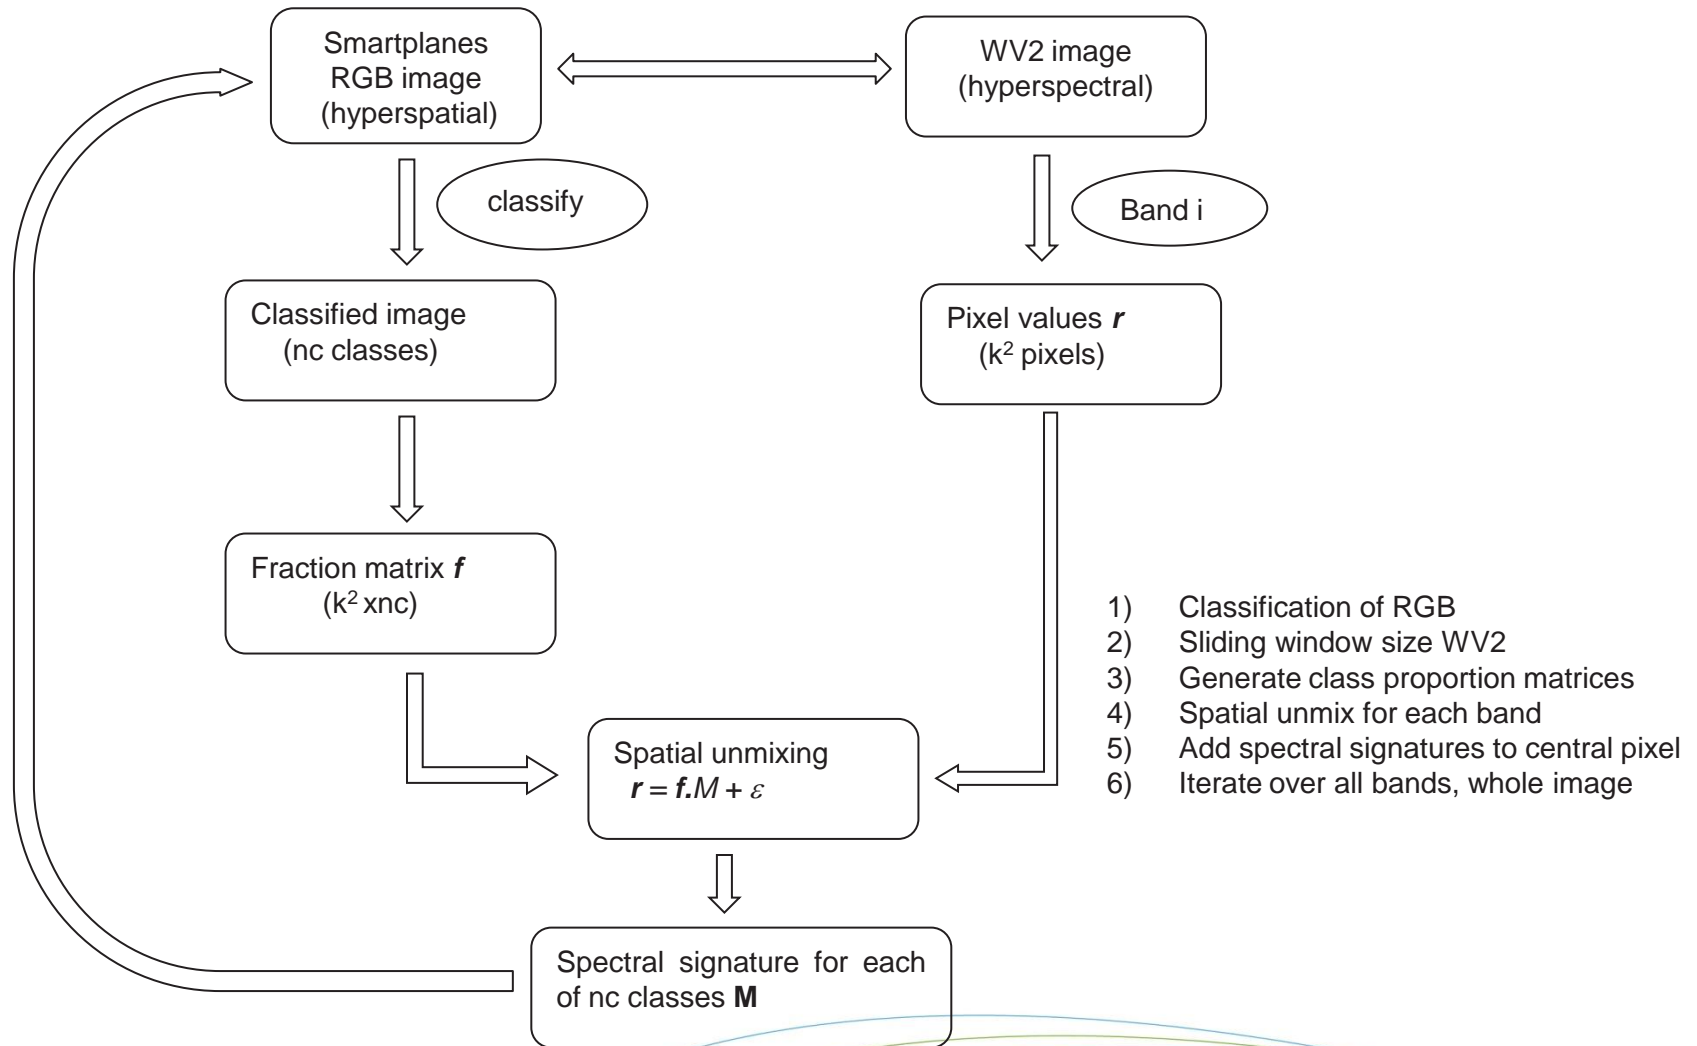 Smartplanes
RGB image
(hyperspatial)
WV2 image
(hyperspectral)
classify
Band i
Classified image
(nc classes)
Pixel values r
(k² pixels)
Fraction matrix f
(k² xnc)
1) Classification of RGB
2) Sliding window size WV2
3) Generate class proportion matrices
4) Spatial unmix for each band
5) Add spectral signatures to central pixel
6) Iterate over all bands, whole image
Spatial unmixing
r = f.M + ε
Spectral signature for each
of nc classes M